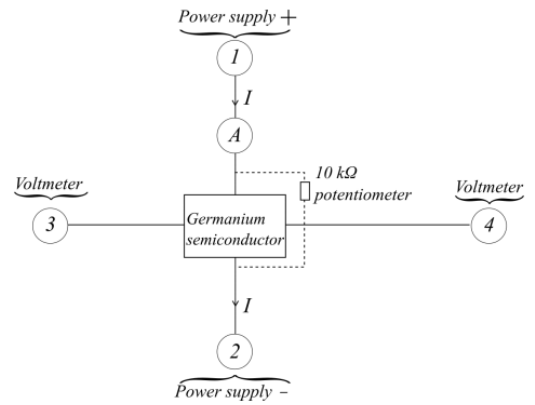 Power supply +
1
I
A
10 kΩ
potentiometer
Voltmeter
Voltmeter
3
Germanium
semiconductor
4
I
2
Power supply -